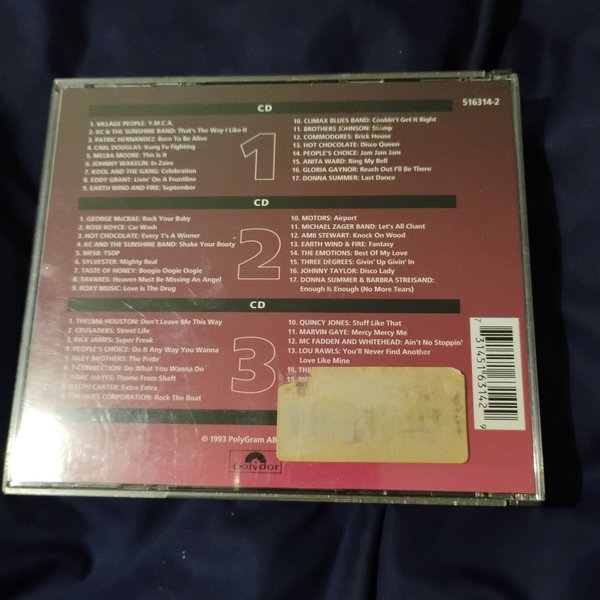 CD
516314-2
1. VILLAGE PEOPLE: Y.M.C.A.
2. KC & THE SUNSHINE BAND: That's The Way I Like It
3. PATRIC HERNANDEZ: Born To Be Alive
4. CARL DOUGLAS: Kung Fu Fighting
5. MELBA MOORE: This Is It
6. JOHNNY WAKELIN: In Zaire
7. KOOL AND THE GANG: Celebration
8. EDDY GRANT: Livin' On A Frontline
9. EARTH WIND AND FIRE: September
1
10. CLIMAX BLUES BAND: Couldn't Get It Right
11. BROTHERS JOHNSON: Stomp
12. COMMODORES: Brick House
13. HOT CHOCOLATE: Disco Queen
14. PEOPLE'S CHOICE: Jam Jam Jam
15. ANITA WARD: Ring My Bell
16. GLORIA GAYNOR: Reach Out I'll Be There
17. DONNA SUMMER: Last Dance
CD
1. GEORGE McCRAE: Rock Your Baby
2. ROSE ROYCE: Car Wash
3. HOT CHOCOLATE: Every 1's A Winner
4. KC AND THE SUNSHINE BAND: Shake Your Booty
5. MFSB: TSOP
6. SYLVESTER: Mighty Real
7. TASTE OF HONEY: Boogie Oogie Oogie
8. TAVARES: Heaven Must Be Missing An Angel
9. ROXY MUSIC: Love Is The Drug
2
10. MOTORS: Airport
11. MICHAEL ZAGER BAND: Let's All Chant
12. AMII STEWART: Knock On Wood
13. EARTH WIND & FIRE: Fantasy
14. THE EMOTIONS: Best Of My Love
15. THREE DEGREES: Givin' Up Givin' In
16. JOHNNY TAYLOR: Disco Lady
17. DONNA SUMMER & BARBRA STREISAND:
Enough Is Enough (No More Tears)
CD
1. THELMA HOUSTON: Don't Leave Me This Way
2. CRUSADERS: Street Life
3. RICK JAMES: Super Freak
4. PEOPLE'S CHOICE: Do It Any Way You Wanna
5. ISLEY BROTHERS: The Pride
6. T-CONNECTION: Do What You Wanna Do
7. ISAAC HAYES: Theme From Shaft
8. RALPH CARTER: Extra Extra
9. THE HUES CORPORATION: Rock The Boat
3
10. QUINCY JONES: Stuff Like That
11. MARVIN GAYE: Mercy Mercy Me
12. MC FADDEN AND WHITEHEAD: Ain't No Stoppin'
13. LOU RAWLS: You'll Never Find Another
Love Like Mine
14. THE
15.
7 31451 63142 9
© 1993 PolyGram AB
polydor